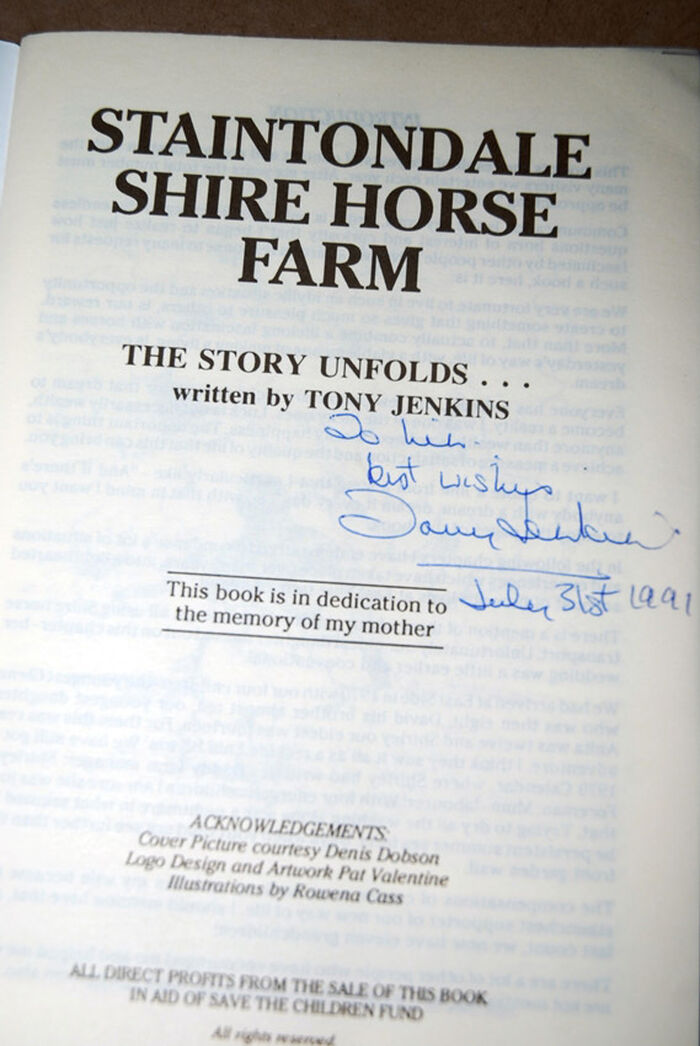 STAINTONDALE
SHIRE HORSE
FARM
THE STORY UNFOLDS . . .
written by TONY JENKINS
To
best wishes
Tony Jenkins
July 31st 1991
This book is in dedication to
the memory of my mother
ACKNOWLEDGEMENTS:
Cover Picture courtesy Denis Dobson
Logo Design and Artwork Pat Valentine
Illustrations by Rowena Cass
ALL DIRECT PROFITS FROM THE SALE OF THIS BOOK
IN AID OF SAVE THE CHILDREN FUND
All rights reserved